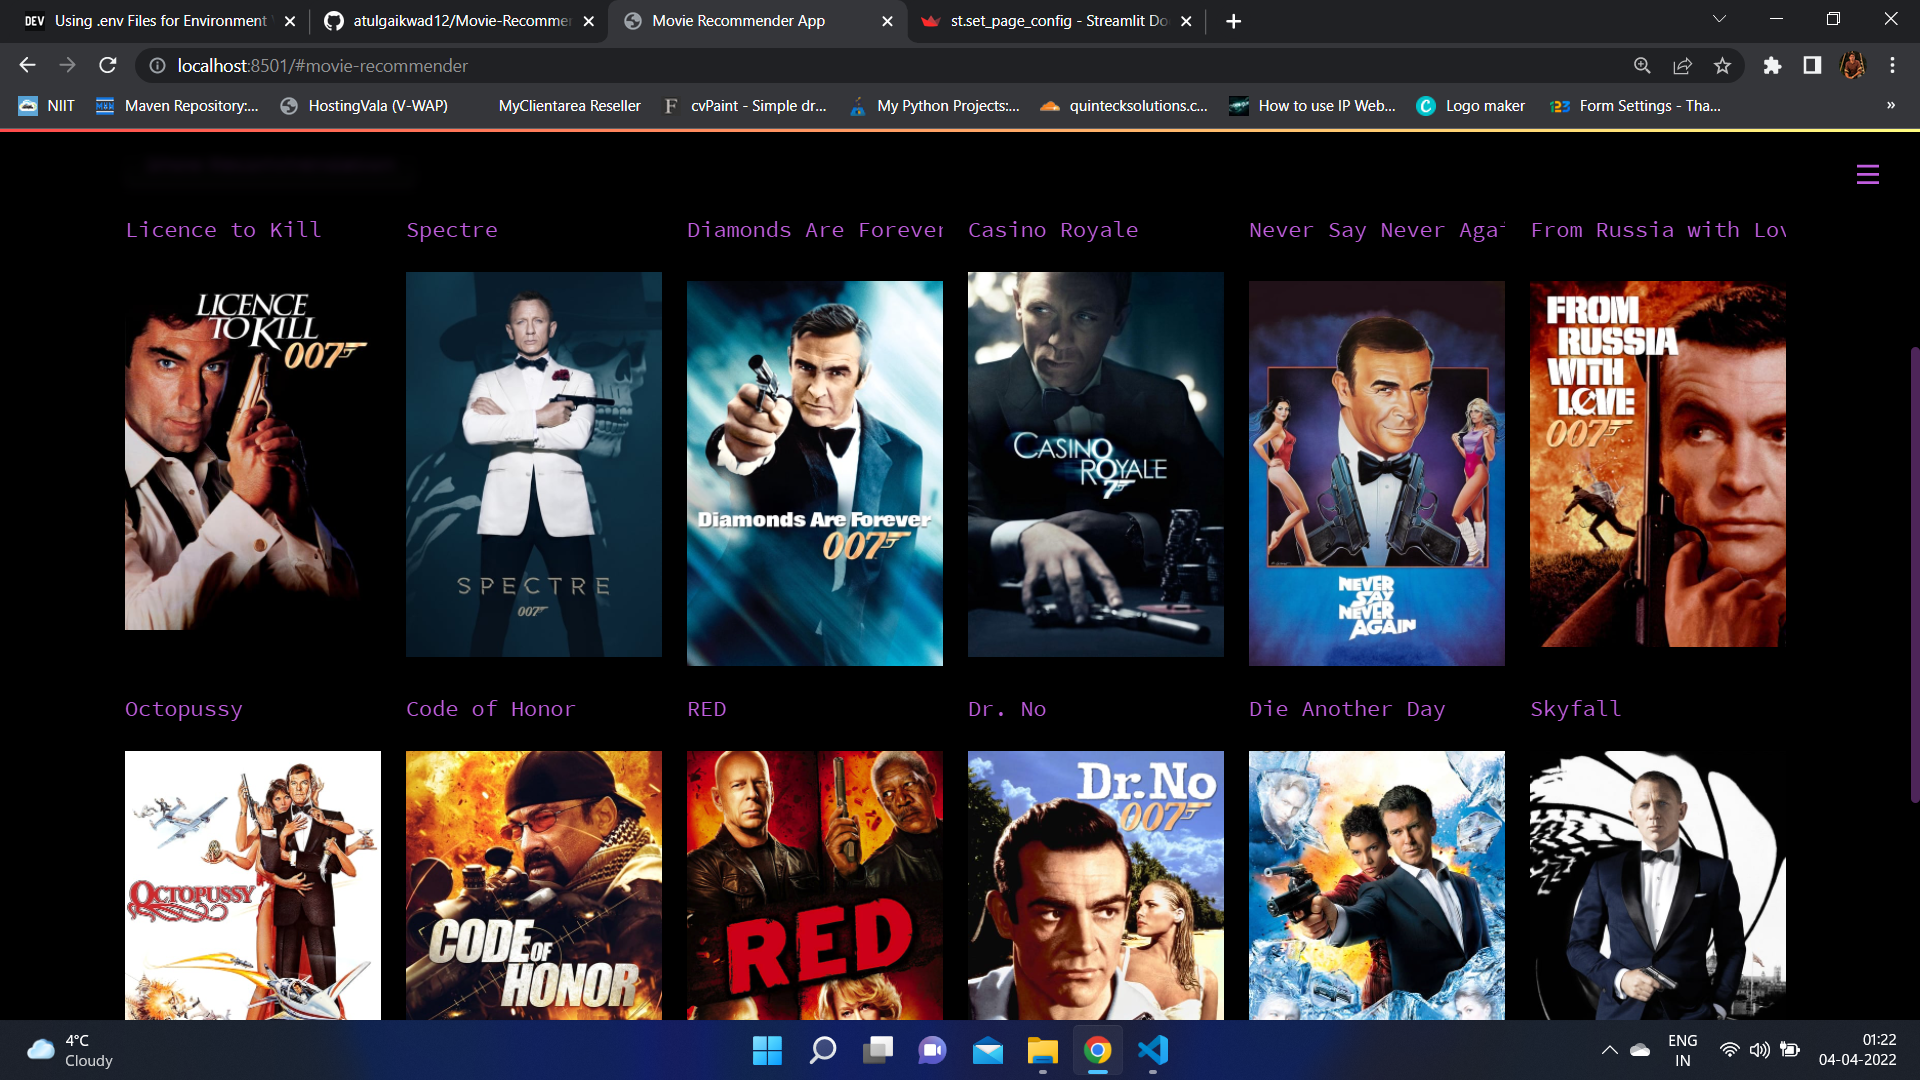 DEV Using .env Files for Environment
atulgaikwad12/Movie-Recommen
Movie Recommender App
st.set_page_config - Streamlit Do
localhost:8501/#movie-recommender
NIIT
Maven Repository:...
HostingVala (V-WAP)
MyClientarea Reseller
F cvPaint - Simple dr...
My Python Projects:...
quintecksolutions.c...
How to use IP Web...
C Logo maker
123 Form Settings - Tha...
»
Licence to Kill
Spectre
Diamonds Are Forever
Casino Royale
Never Say Never Agai
From Russia with Lov
LICENCE
TO KILL
007
SPECTRE
007
Diamonds Are Forever
007
CASINO
ROYALE
7
NEVER
SAY
NEVER
AGAIN
FROM
RUSSIA
WITH
LOVE
007
Octopussy
Code of Honor
RED
Dr. No
Die Another Day
Skyfall
OCTOPUSSY
CODE OF
HONOR
RED
Dr. No
007
4°C
Cloudy
ENG
IN
01:22
04-04-2022